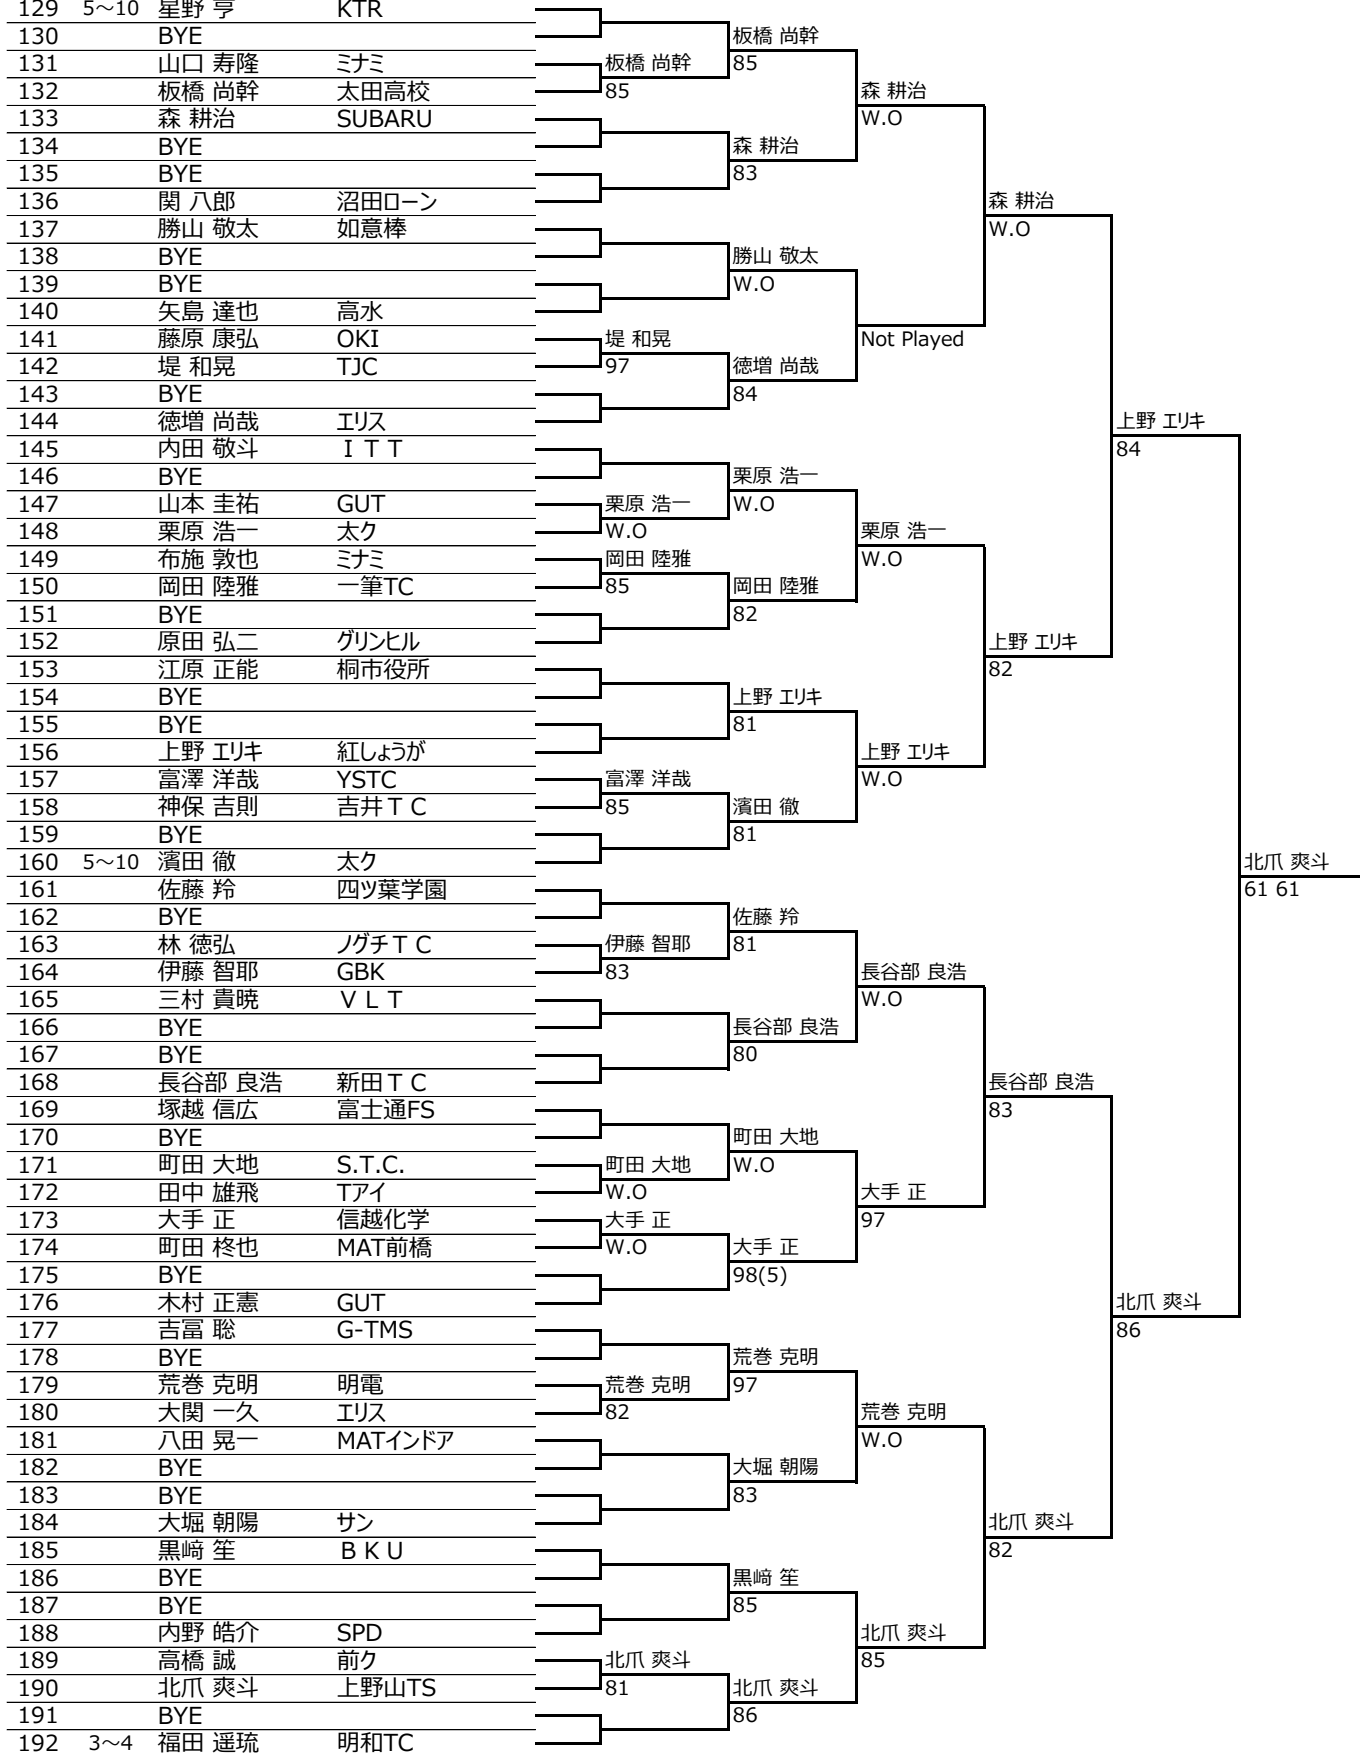 129 5～10 星野 亨 KTR
130 BYE
131 山口 寿隆 ミナミ
132 板橋 尚幹 太田高校
133 森 耕治 SUBARU
134 BYE
135 BYE
136 関 八郎 沼田ローン
137 勝山 敬太 如意棒
138 BYE
139 BYE
140 矢島 達也 高水
141 藤原 康弘 OKI
142 堤 和晃 TJC
143 BYE
144 徳増 尚哉 エリス
145 内田 敬斗 ＩＴＴ
146 BYE
147 山本 圭祐 GUT
148 栗原 浩一 太ク
149 布施 敦也 ミナミ
150 岡田 陸雅 一筆TC
151 BYE
152 原田 弘二 グリンヒル
153 江原 正能 桐市役所
154 BYE
155 BYE
156 上野 エリキ 紅しょうが
157 富澤 洋哉 YSTC
158 神保 吉則 吉井ＴＣ
159 BYE
160 5～10 濱田 徹 太ク
161 佐藤 羚 四ツ葉学園
162 BYE
163 林 徳弘 ノグチＴＣ
164 伊藤 智耶 GBK
165 三村 貴暁 ＶＬＴ
166 BYE
167 BYE
168 長谷部 良浩 新田ＴＣ
169 塚越 信広 富士通FS
170 BYE
171 町田 大地 S.T.C.
172 田中 雄飛 Tアイ
173 大手 正 信越化学
174 町田 柊也 MAT前橋
175 BYE
176 木村 正憲 GUT
177 吉冨 聡 G-TMS
178 BYE
179 荒巻 克明 明電
180 大関 一久 エリス
181 八田 晃一 MATインドア
182 BYE
183 BYE
184 大堀 朝陽 サン
185 黒﨑 笙 ＢＫＵ
186 BYE
187 BYE
188 内野 皓介 SPD
189 高橋 誠 前ク
190 北爪 爽斗 上野山TS
191 BYE
192 3～4 福田 遥琉 明和TC
板橋 尚幹
85
堤 和晃
97
栗原 浩一
W.O
岡田 陸雅
85
富澤 洋哉
85
伊藤 智耶
83
町田 大地
W.O
大手 正
W.O
荒巻 克明
82
北爪 爽斗
81
板橋 尚幹
85
森 耕治
83
勝山 敬太
W.O
徳増 尚哉
84
栗原 浩一
W.O
岡田 陸雅
82
上野 エリキ
81
濱田 徹
81
佐藤 羚
81
長谷部 良浩
80
町田 大地
W.O
大手 正
98(5)
荒巻 克明
97
大堀 朝陽
83
黒﨑 笙
85
北爪 爽斗
86
森 耕治
W.O
Not Played
栗原 浩一
W.O
上野 エリキ
W.O
長谷部 良浩
W.O
大手 正
97
荒巻 克明
W.O
北爪 爽斗
85
森 耕治
W.O
上野 エリキ
82
長谷部 良浩
83
北爪 爽斗
82
上野 エリキ
84
北爪 爽斗
86
北爪 爽斗
61 61